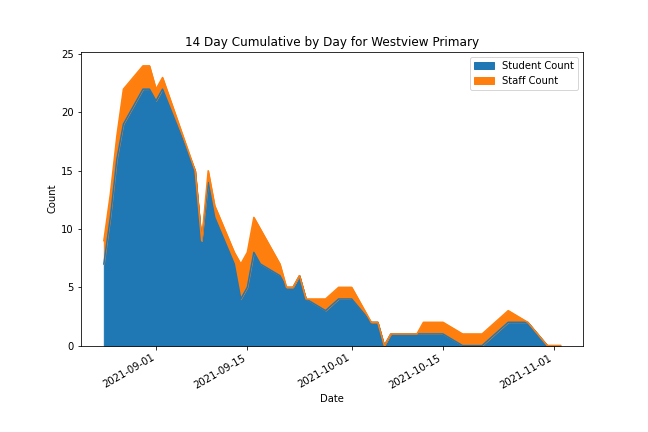 14 Day Cumulative by Day for Westview Primary
25
20
15
10
5
0
Count
Student Count
Staff Count
2021-09-01
2021-09-15
2021-10-01
2021-10-15
2021-11-01
Date